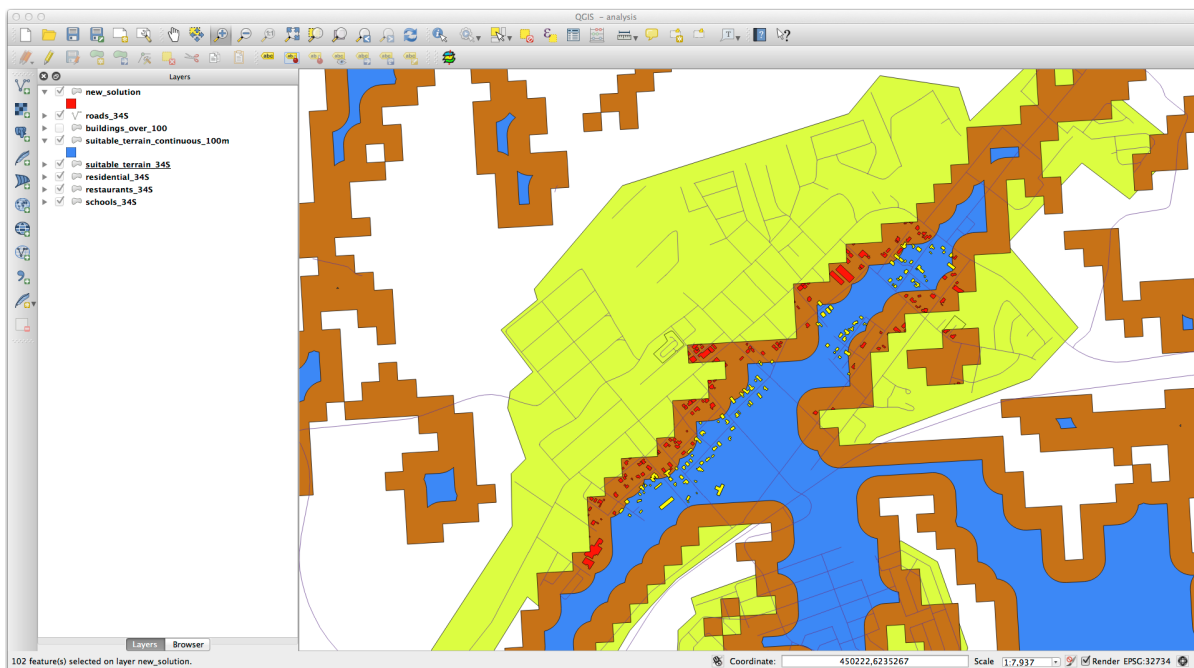 QGIS - analysis
Layers
new_solution
roads_34S
buildings_over_100
suitable_terrain_continuous_100m
suitable_terrain_34S
residential_34S
restaurants_34S
schools_34S
Layers Browser
102 feature(s) selected on layer new_solution.
Coordinate: 450222,6235267 Scale 1:7,937 Render EPSG:32734